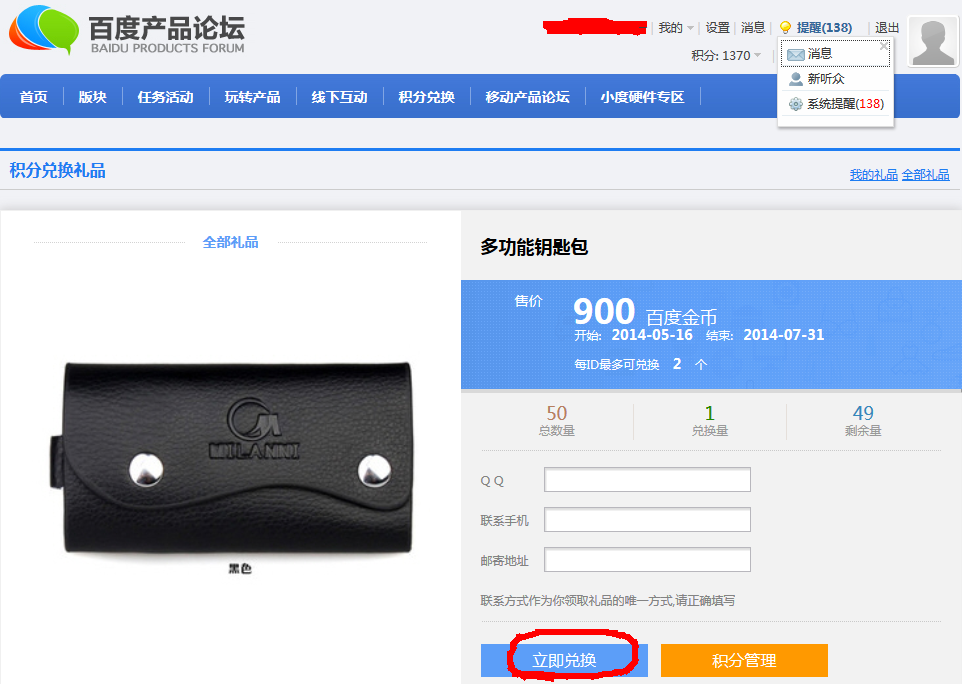 百度产品论坛
BAIDU PRODUCTS FORUM
我的 设置 消息 提醒(138) 退出
积分: 1370
消息
新听众
系统提醒(138)
首页 版块 任务活动 玩转产品 线下互动 积分兑换 移动产品论坛 小度硬件专区
积分兑换礼品
我的礼品 全部礼品
全部礼品
MILANNI
黑色
多功能钥匙包
售价 900 百度金币
开始: 2014-05-16 结束: 2014-07-31
每ID最多可兑换 2 个
50 1 49
总数量 兑换量 剩余量
Q Q
联系手机
邮寄地址
联系方式作为你领取礼品的唯一方式,请正确填写
立即兑换 积分管理